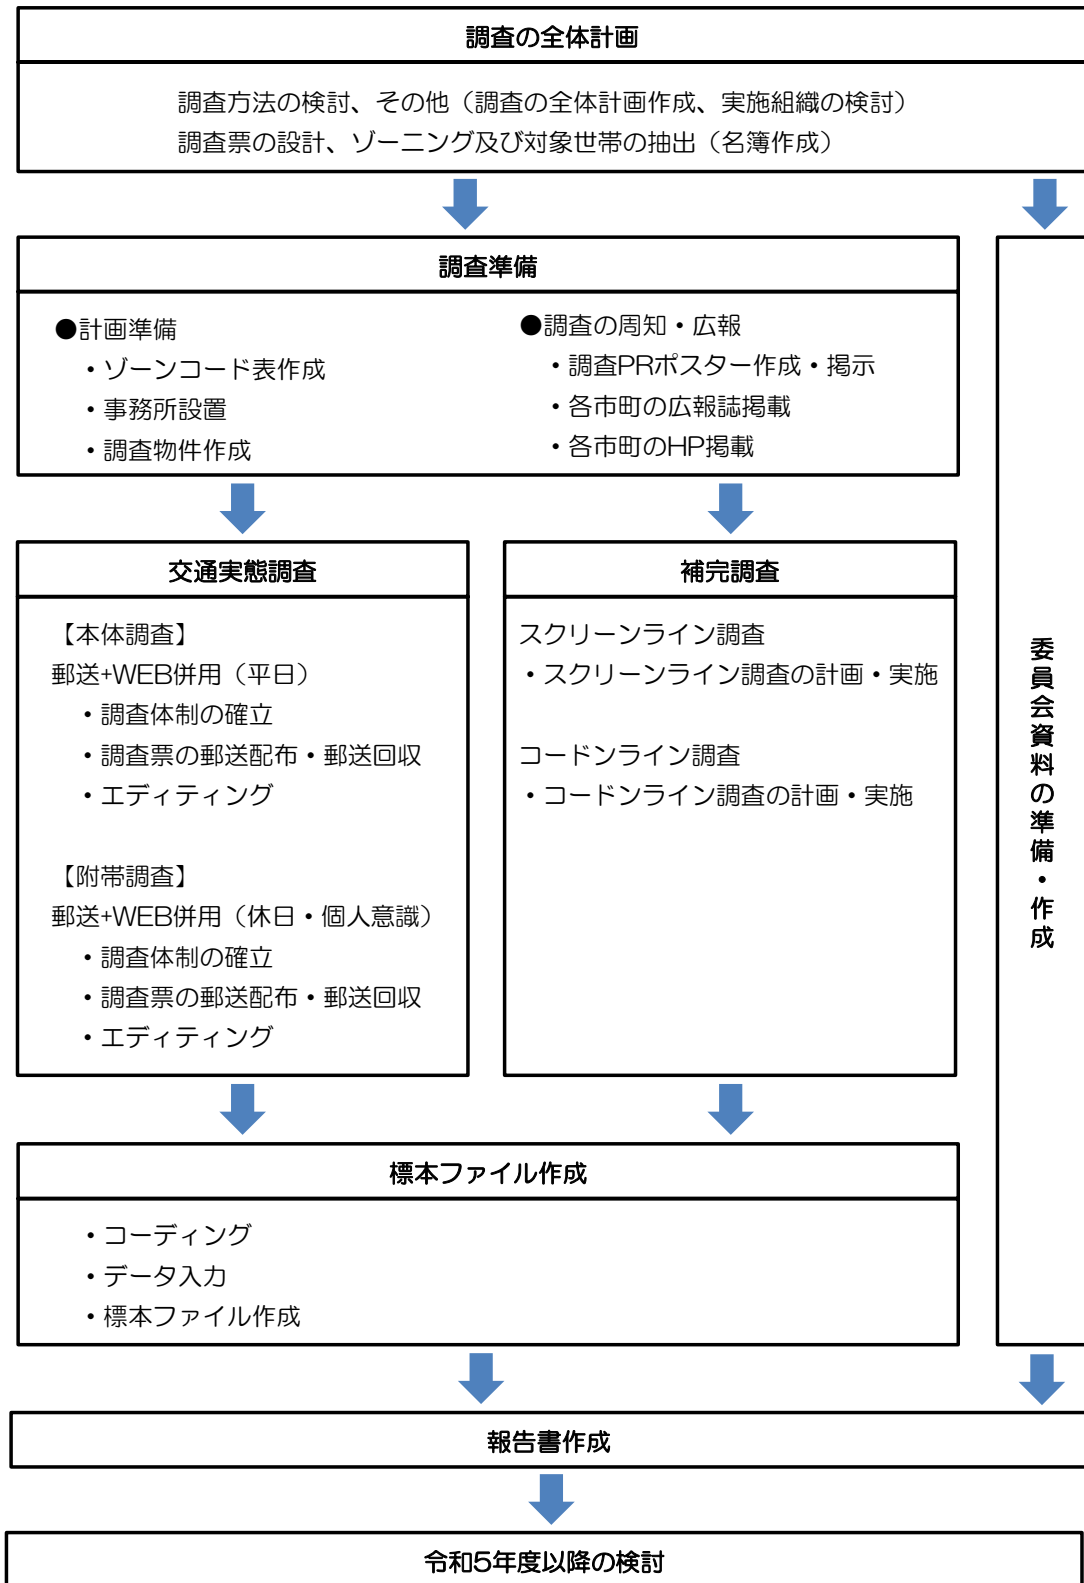 調査の全体計画
調査方法の検討、その他（調査の全体計画作成、実施組織の検討）
調査票の設計、ゾーニング及び対象世帯の抽出（名簿作成）
調査準備
●計画準備
・ゾーンコード表作成
・事務所設置
・調査物件作成
●調査の周知・広報
・調査PRポスター作成・掲示
・各市町の広報誌掲載
・各市町のHP掲載
交通実態調査
【本体調査】
郵送+WEB併用（平日）
・調査体制の確立
・調査票の郵送配布・郵送回収
・エディティング
【附帯調査】
郵送+WEB併用（休日・個人意識）
・調査体制の確立
・調査票の郵送配布・郵送回収
・エディティング
補完調査
スクリーンライン調査
・スクリーンライン調査の計画・実施
コードンライン調査
・コードンライン調査の計画・実施
委員会資料の準備・作成
標本ファイル作成
・コーディング
・データ入力
・標本ファイル作成
報告書作成
令和5年度以降の検討